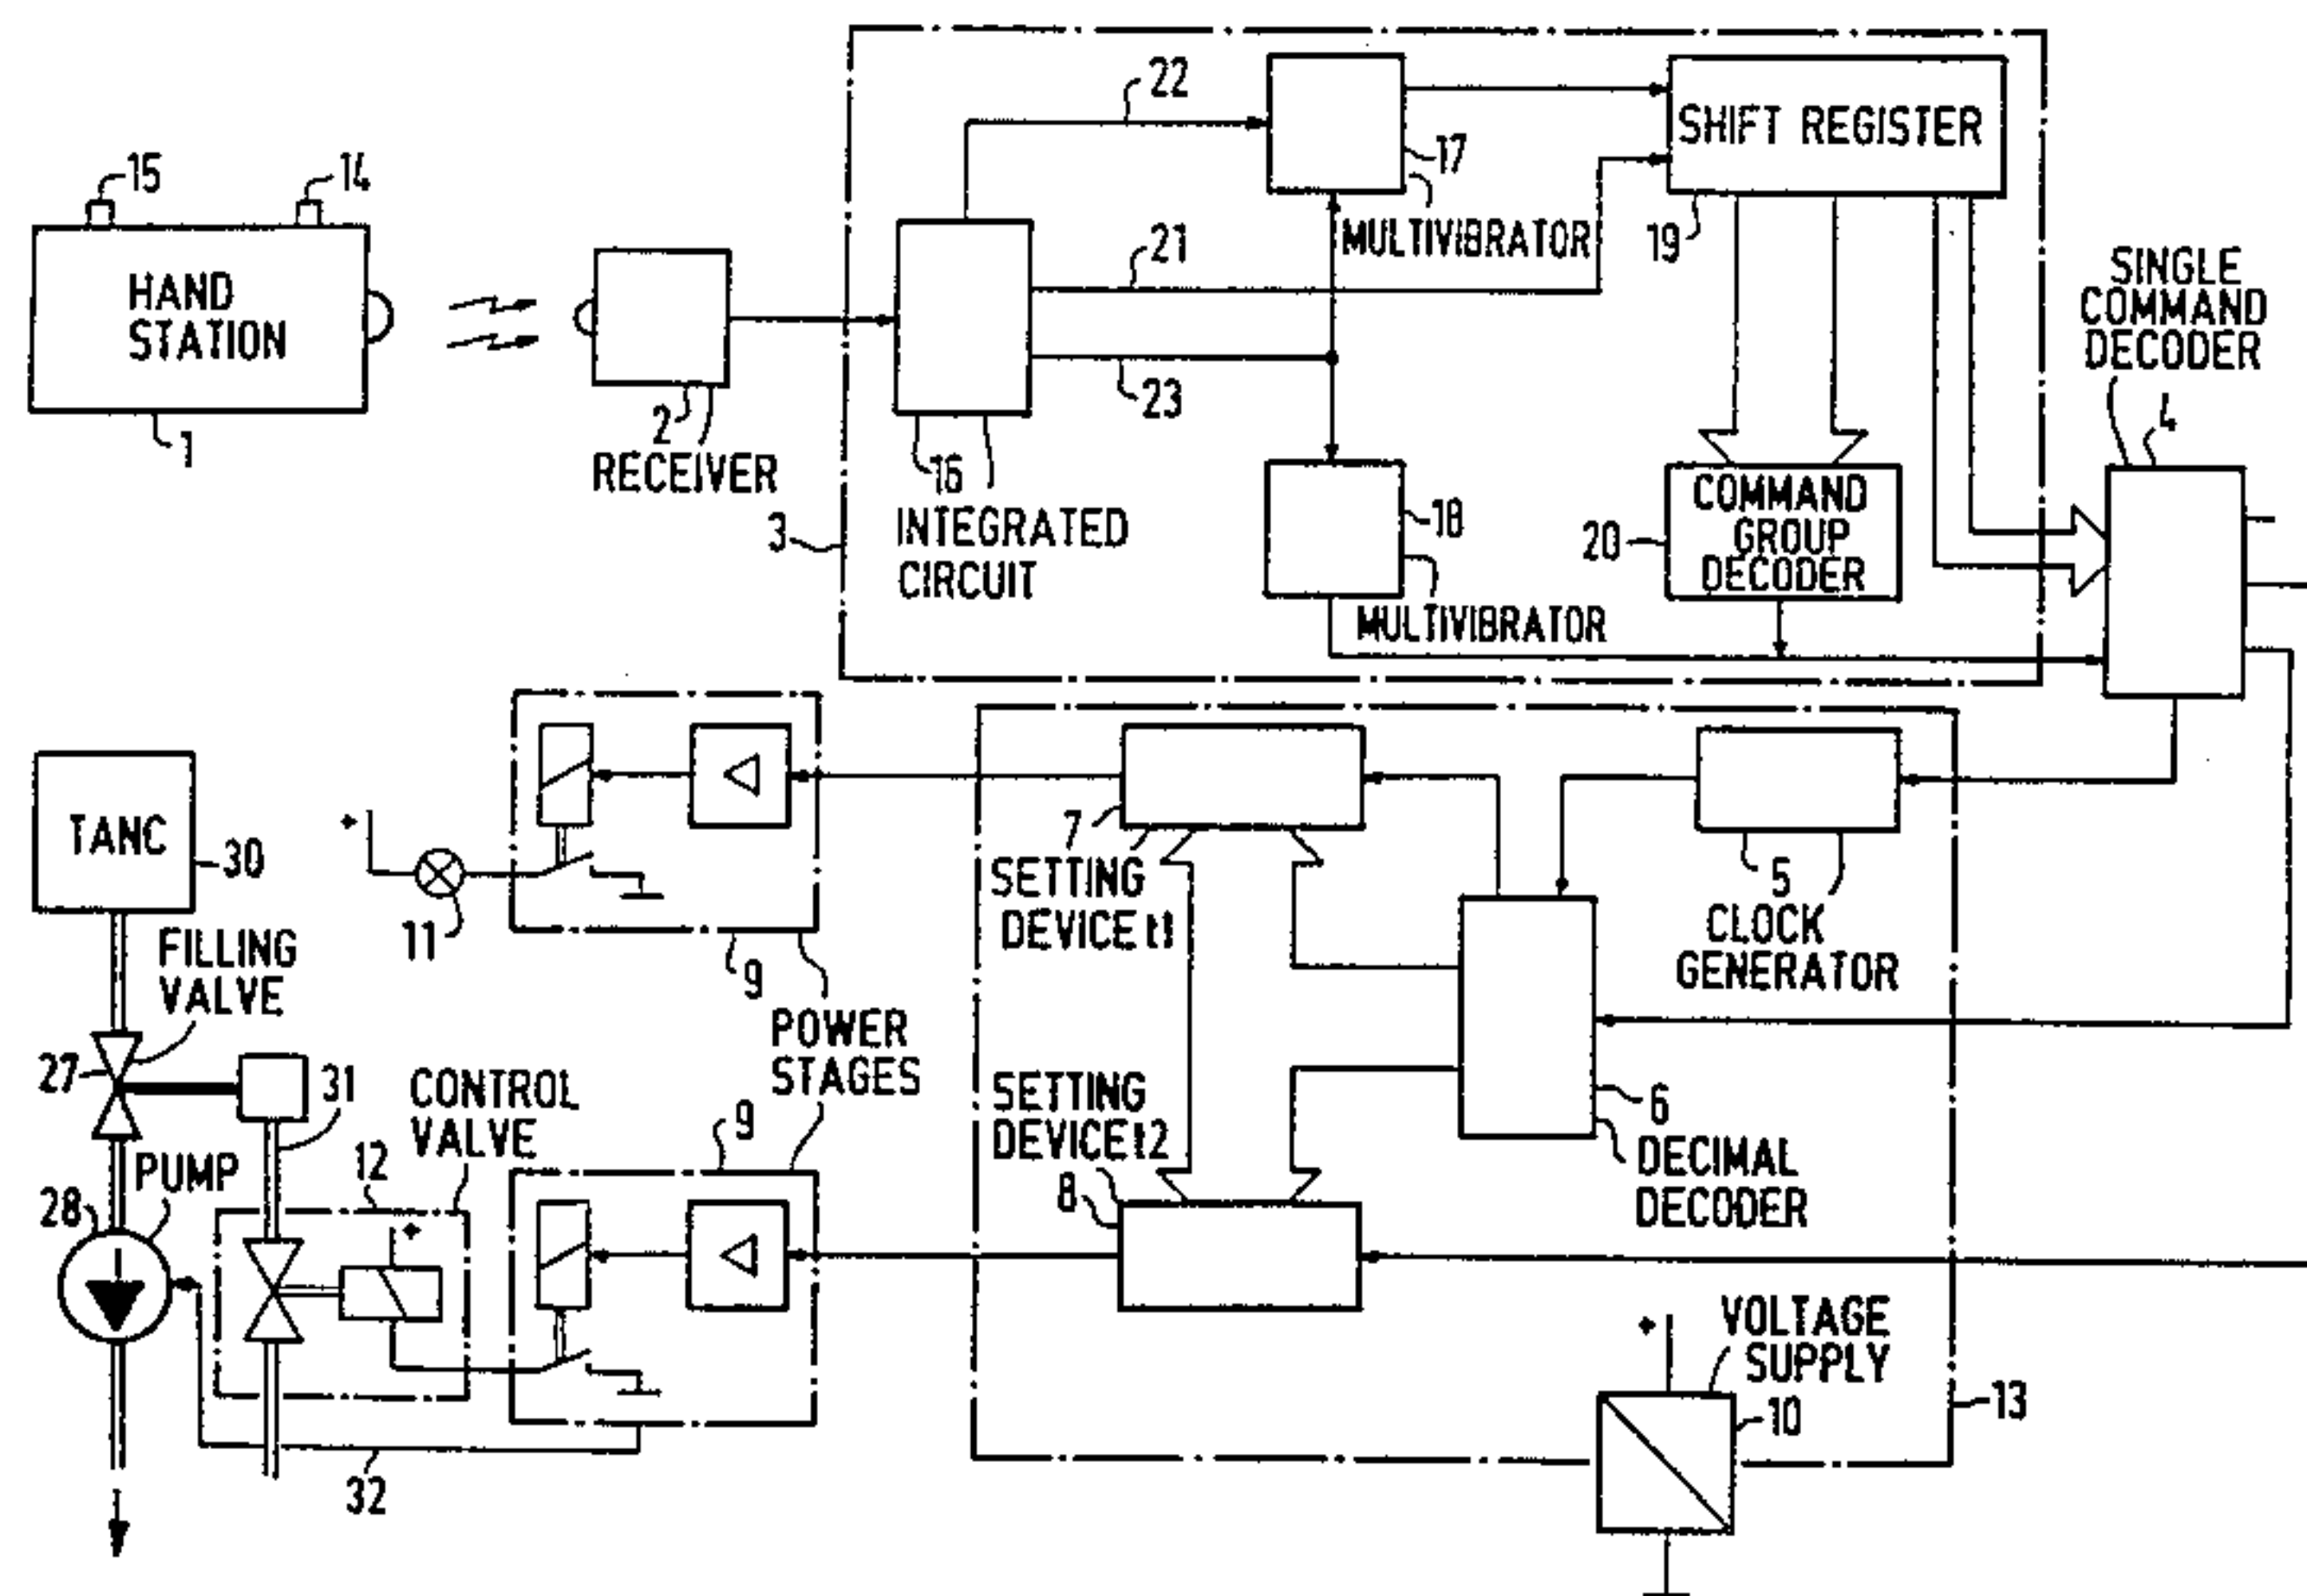 22
SHIFT REGISTER
17
15
14
MULTIVIBRATOR
19
21
HAND
STATION
SINGLE
COMMAND
DECODER
23
2
1
RECEIVER
16
4
INTEGRATED
CIRCUIT
3
18
COMMAND
GROUP
DECODER
20
MULTIVIBRATOR
TANC
30
+
11
9
7
SETTING
DEVICE t1
5
CLOCK
GENERATOR
FILLING
VALVE
POWER
STAGES
27
31
CONTROL
VALVE
9
SETTING
DEVICE t2
6
DECIMAL
DECODER
PUMP
12
28
8
+
+
VOLTAGE
SUPPLY
10
13
32